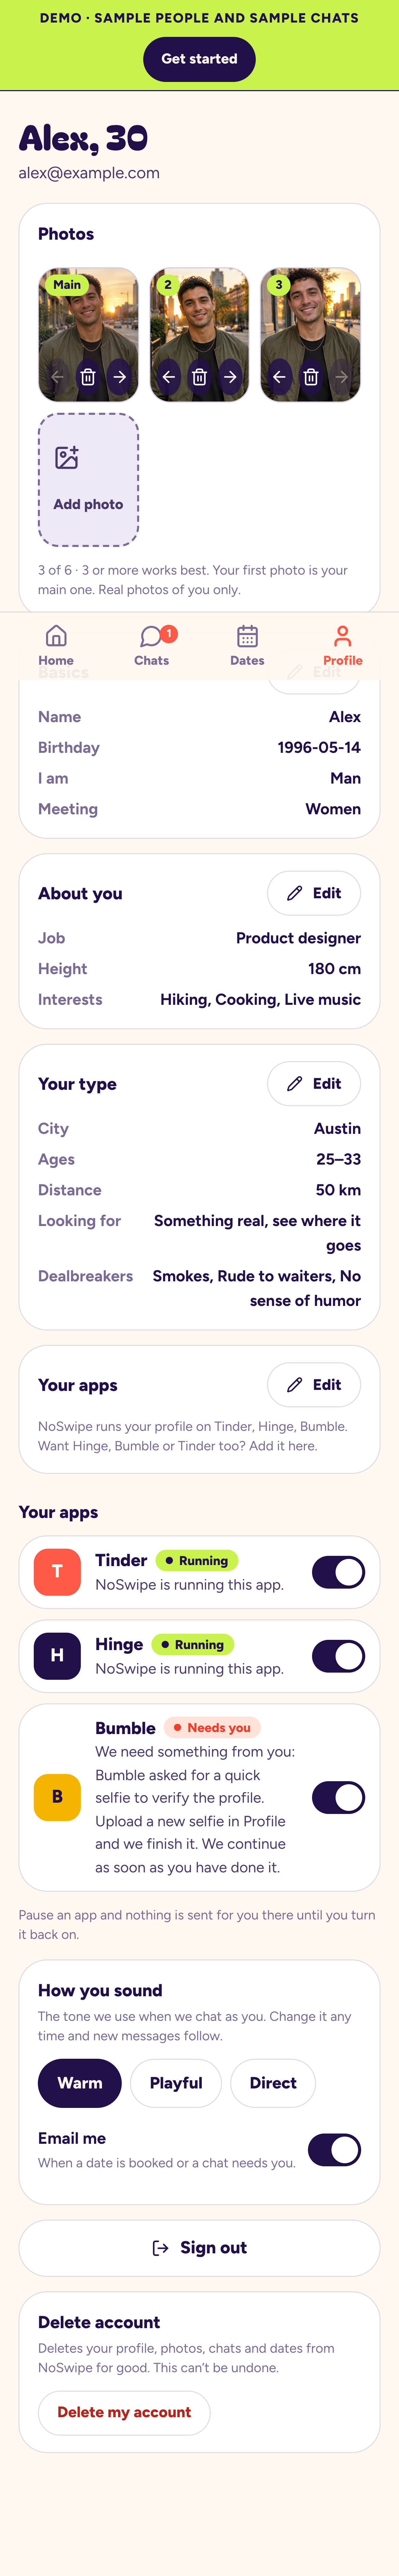 DEMO · SAMPLE PEOPLE AND SAMPLE CHATS
Get started
Alex, 30
alex@example.com
Photos
Main
2
3
Add photo
3 of 6 · 3 or more works best. Your first photo is your
main one. Real photos of you only.
Home
1
Chats
Dates
Profile
Basics
Edit
Name
Alex
Birthday
1996-05-14
I am
Man
Meeting
Women
About you
Edit
Job
Product designer
Height
180 cm
Interests
Hiking, Cooking, Live music
Your type
Edit
City
Austin
Ages
25–33
Distance
50 km
Looking for
Something real, see where it
goes
Dealbreakers
Smokes, Rude to waiters, No
sense of humor
Your apps
Edit
NoSwipe runs your profile on Tinder, Hinge, Bumble.
Want Hinge, Bumble or Tinder too? Add it here.
Your apps
T
Tinder
Running
NoSwipe is running this app.
H
Hinge
Running
NoSwipe is running this app.
B
Bumble
Needs you
We need something from you:
Bumble asked for a quick
selfie to verify the profile.
Upload a new selfie in Profile
and we finish it. We continue
as soon as you have done it.
Pause an app and nothing is sent for you there until you turn
it back on.
How you sound
The tone we use when we chat as you. Change it any
time and new messages follow.
Warm
Playful
Direct
Email me
When a date is booked or a chat needs you.
Sign out
Delete account
Deletes your profile, photos, chats and dates from
NoSwipe for good. This can't be undone.
Delete my account